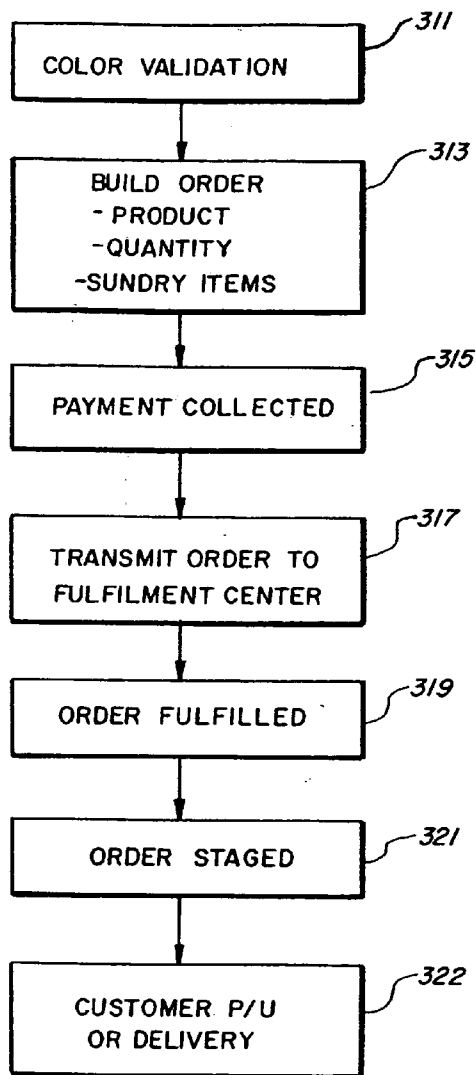 311
COLOR VALIDATION
313
BUILD ORDER
- PRODUCT
-QUANTITY
-SUNDRY ITEMS
315
PAYMENT COLLECTED
317
TRANSMIT ORDER TO
FULFILMENT CENTER
319
ORDER FULFILLED
321
ORDER STAGED
322
CUSTOMER P/U
OR DELIVERY